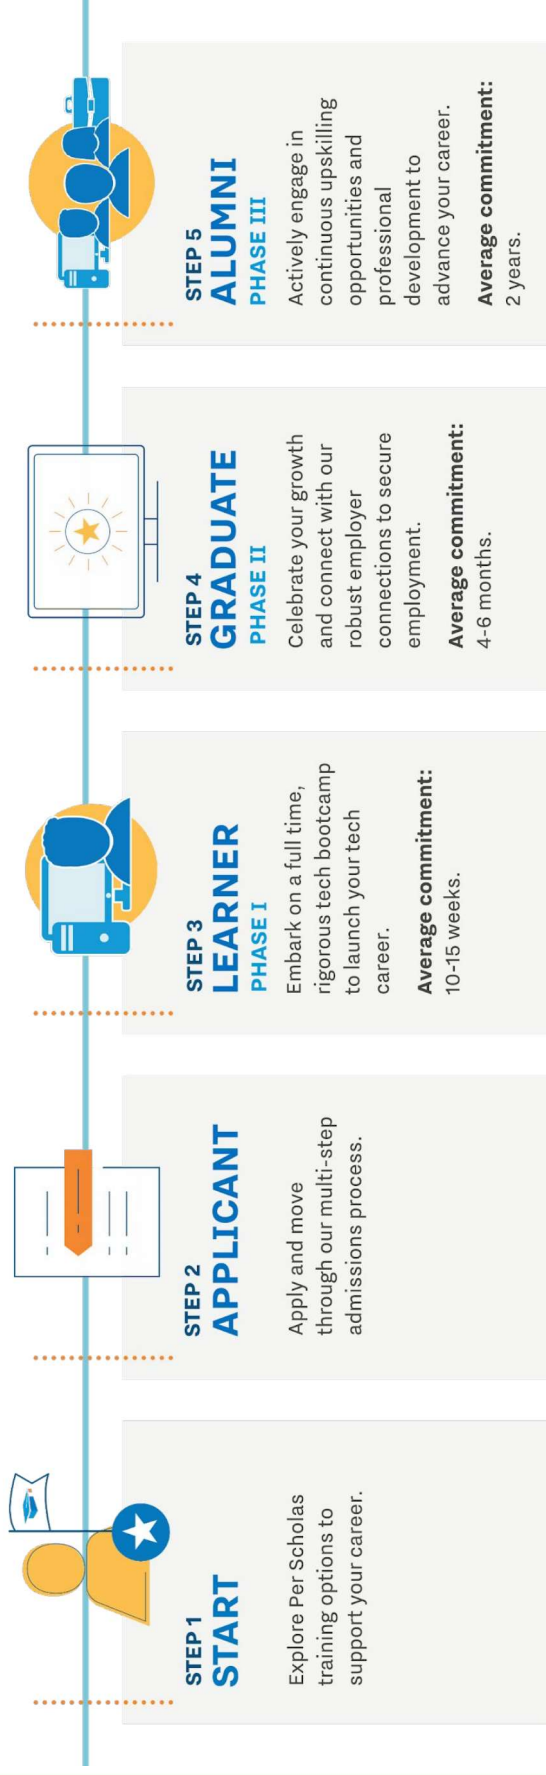 STEP 1
START
Explore Per Scholas
training options to
support your career.
STEP 2
APPLICANT
Apply and move
through our multi-step
admissions process.
STEP 3
LEARNER
PHASE I
Embark on a full time,
rigorous tech bootcamp
to launch your tech
career.
Average commitment:
10-15 weeks.
STEP 4
GRADUATE
PHASE II
Celebrate your growth
and connect with our
robust employer
connections to secure
employment.
Average commitment:
4-6 months.
STEP 5
ALUMNI
PHASE III
Actively engage in
continuous upskilling
opportunities and
professional
development to
advance your career.
Average commitment:
2 years.